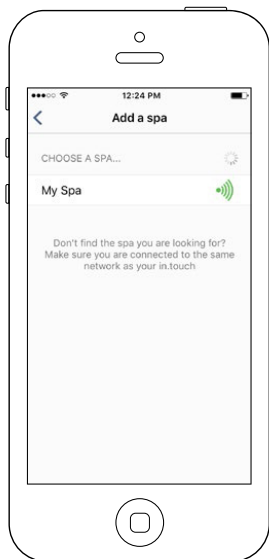 12:24 PM
Add a spa
CHOOSE A SPA...
My Spa
Don't find the spa you are looking for?
Make sure you are connected to the same
network as your in.touch